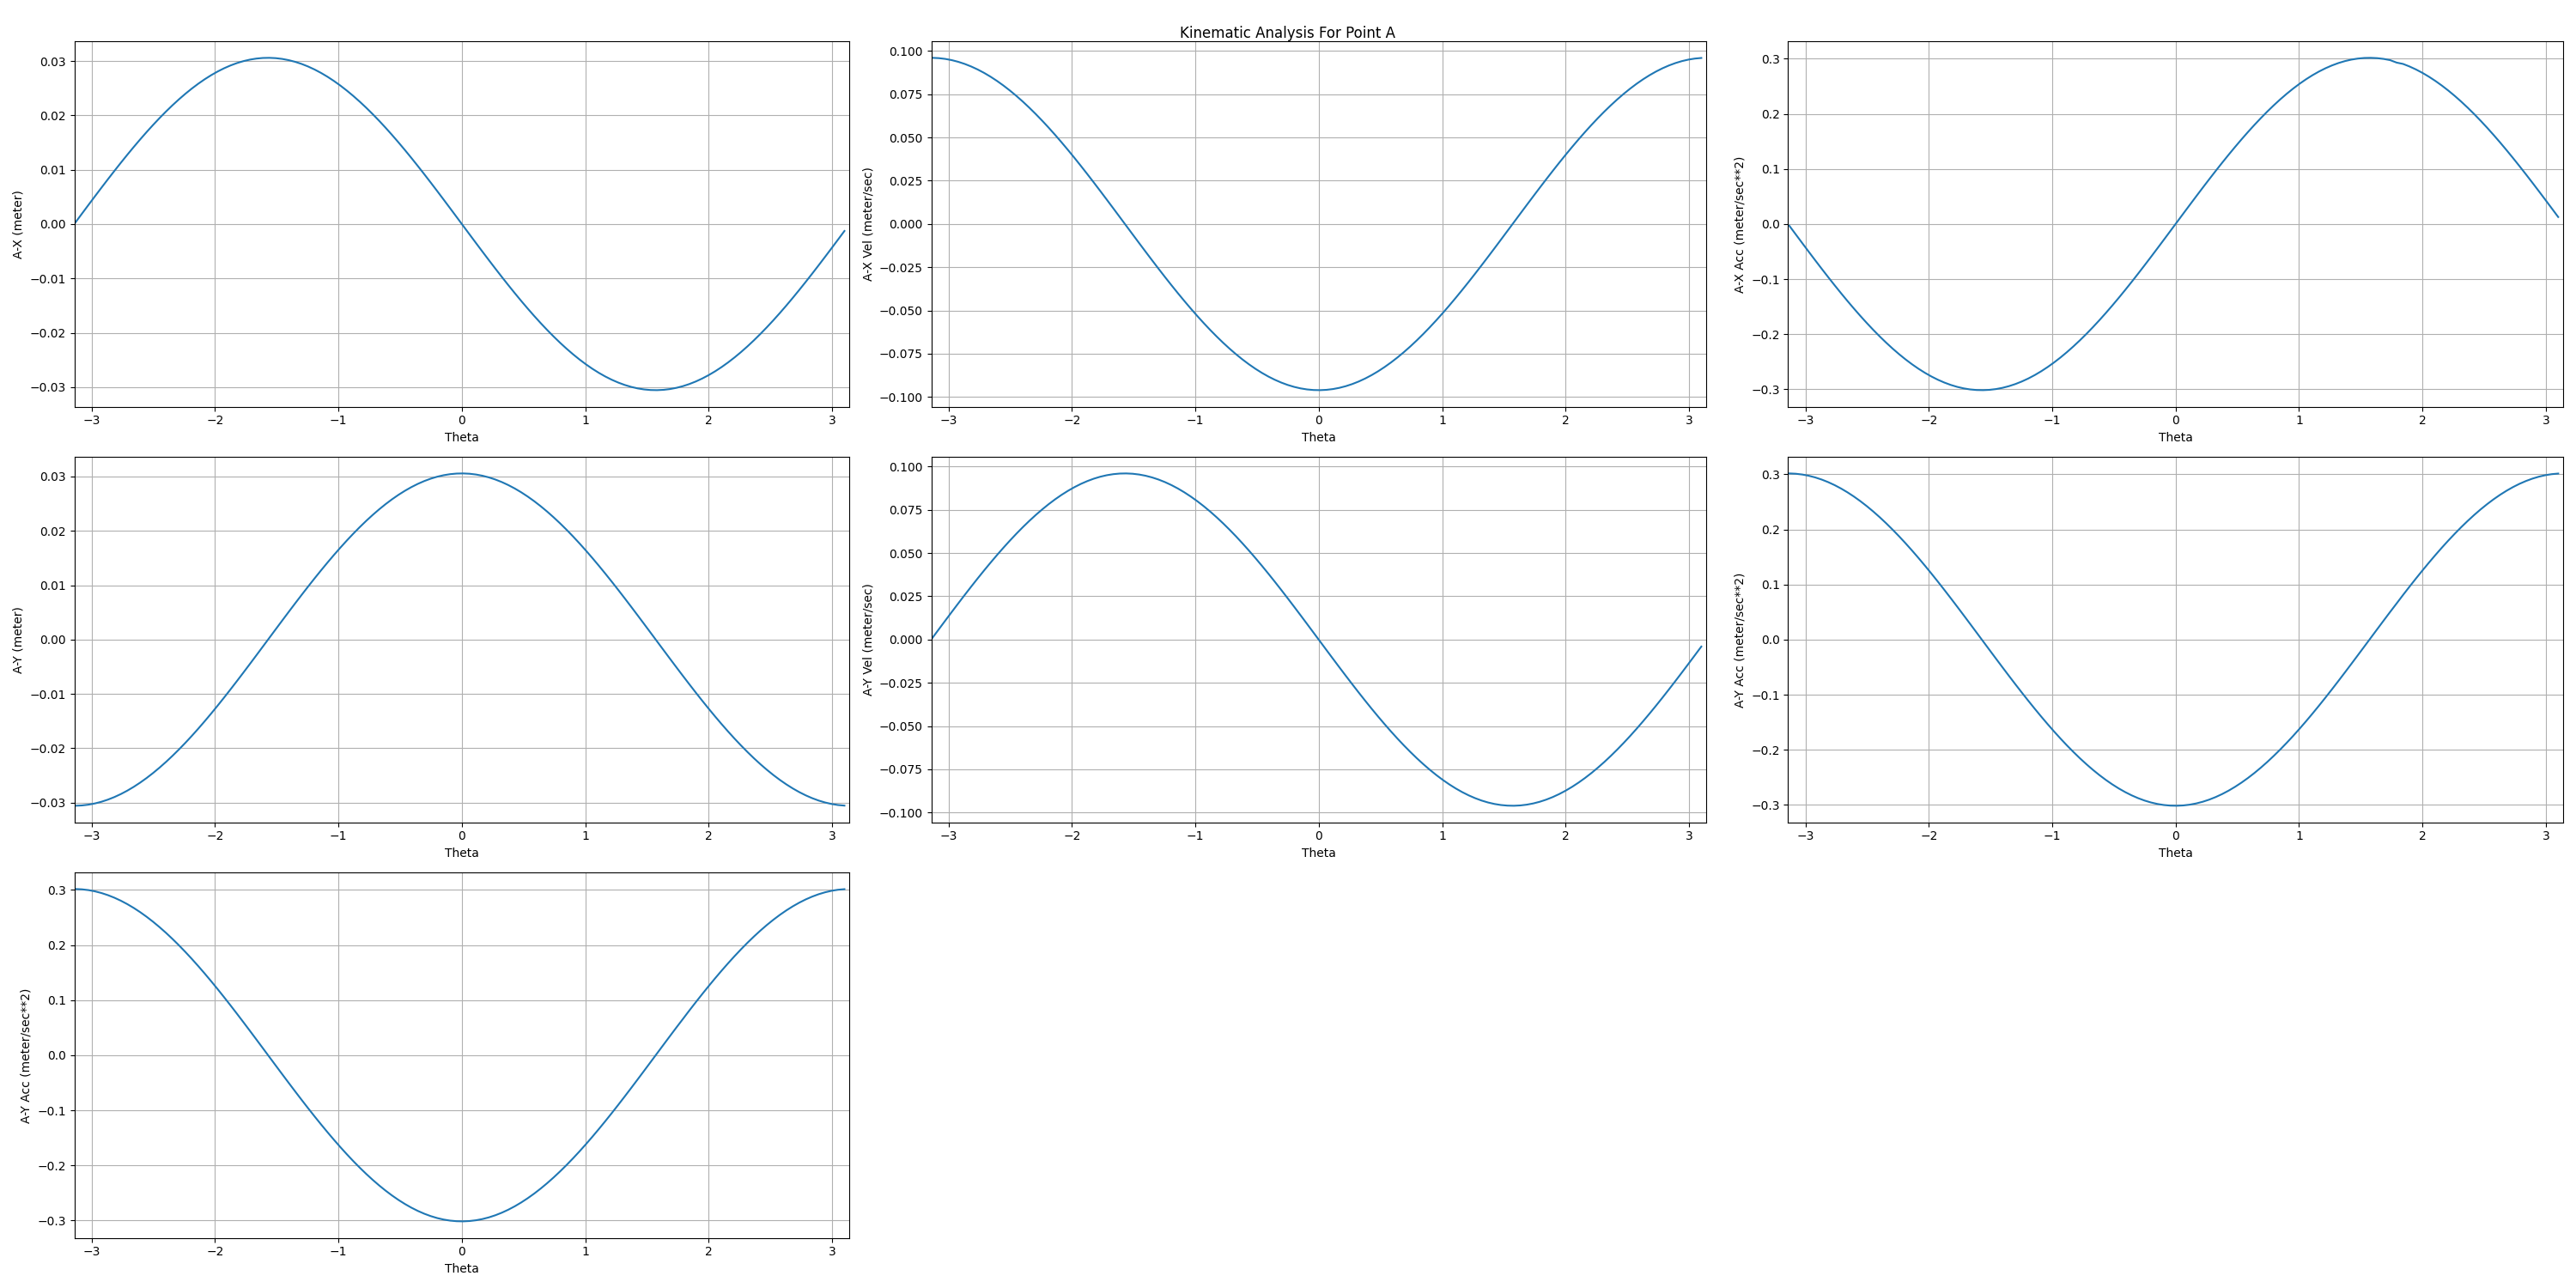 Kinematic Analysis For Point A
A-X (meter)
0.03
0.02
0.01
0.00
−0.01
−0.02
−0.03
−3 −2 −1 0 1 2 3
Theta
A-X Vel (meter/sec)
0.100
0.075
0.050
0.025
0.000
−0.025
−0.050
−0.075
−0.100
−3 −2 −1 0 1 2 3
Theta
A-X Acc (meter/sec**2)
0.3
0.2
0.1
0.0
−0.1
−0.2
−0.3
−3 −2 −1 0 1 2 3
Theta
A-Y (meter)
0.03
0.02
0.01
0.00
−0.01
−0.02
−0.03
−3 −2 −1 0 1 2 3
Theta
A-Y Vel (meter/sec)
0.100
0.075
0.050
0.025
0.000
−0.025
−0.050
−0.075
−0.100
−3 −2 −1 0 1 2 3
Theta
A-Y Acc (meter/sec**2)
0.3
0.2
0.1
0.0
−0.1
−0.2
−0.3
−3 −2 −1 0 1 2 3
Theta
A-Y Acc (meter/sec**2)
0.3
0.2
0.1
0.0
−0.1
−0.2
−0.3
−3 −2 −1 0 1 2 3
Theta